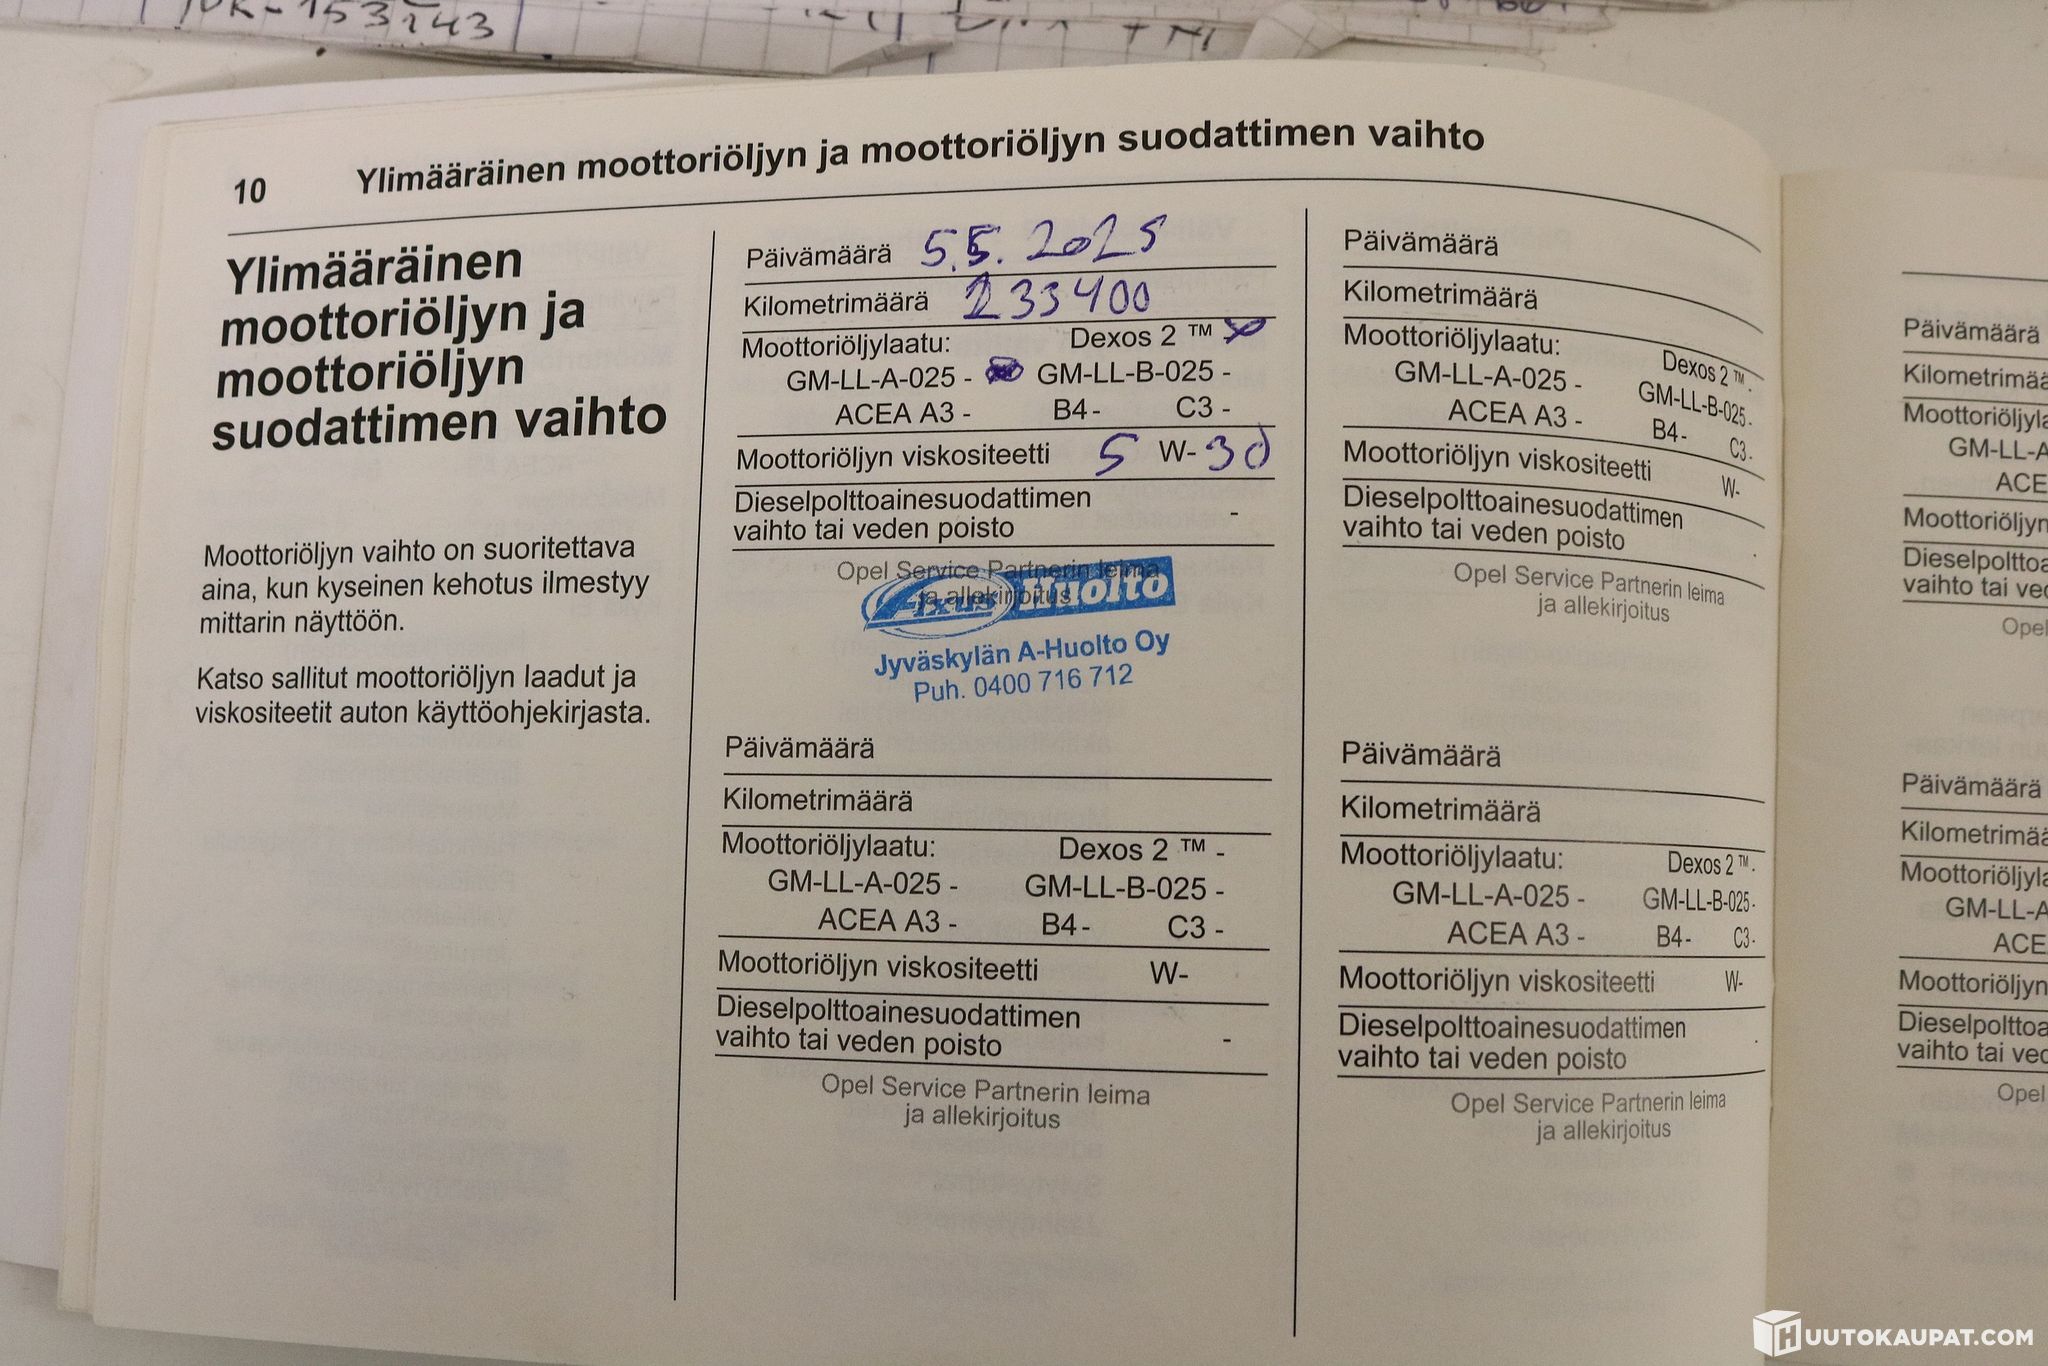 10 Ylimääräinen moottoriöljyn ja moottoriöljyn suodattimen vaihto
Ylimääräinen
moottoriöljyn ja
moottoriöljyn
suodattimen vaihto
Moottoriöljyn vaihto on suoritettava
aina, kun kyseinen kehotus ilmestyy
mittarin näyttöön.
Katso sallitut moottoriöljyn laadut ja
viskositeetit auton käyttöohjekirjasta.
Päivämäärä 5.5. 2025
Kilometrimäärä 233400
Moottoriöljylaatu: Dexos 2 ™ x
GM-LL-A-025 - GM-LL-B-025 -
ACEA A3 - B4 - C3 -
Moottoriöljyn viskositeetti 5 W- 30
Dieselpolttoainesuodattimen
vaihto tai veden poisto -
Opel Service Partnerin leima
ja allekirjoitus
Axus Huolto
Jyväskylän A-Huolto Oy
Puh. 0400 716 712
Päivämäärä
Kilometrimäärä
Moottoriöljylaatu: Dexos 2 ™ -
GM-LL-A-025 - GM-LL-B-025 -
ACEA A3 - B4 - C3 -
Moottoriöljyn viskositeetti W-
Dieselpolttoainesuodattimen
vaihto tai veden poisto -
Opel Service Partnerin leima
ja allekirjoitus
Päivämäärä
Kilometrimäärä
Moottoriöljylaatu: Dexos 2 ™ -
GM-LL-A-025 - GM-LL-B-025 -
ACEA A3 - B4 - C3 -
Moottoriöljyn viskositeetti W-
Dieselpolttoainesuodattimen
vaihto tai veden poisto -
Opel Service Partnerin leima
ja allekirjoitus
Päivämäärä
Kilometrimäärä
Moottoriöljylaatu: Dexos 2 ™ -
GM-LL-A-025 - GM-LL-B-025 -
ACEA A3 - B4 - C3 -
Moottoriöljyn viskositeetti W-
Dieselpolttoainesuodattimen
vaihto tai veden poisto -
Opel Service Partnerin leima
ja allekirjoitus
Päivämäärä
Moottoriöljyn
Opel
Päivämäärä
Moottoriöljyn
Opel
HUUTOKAUPAT.COM